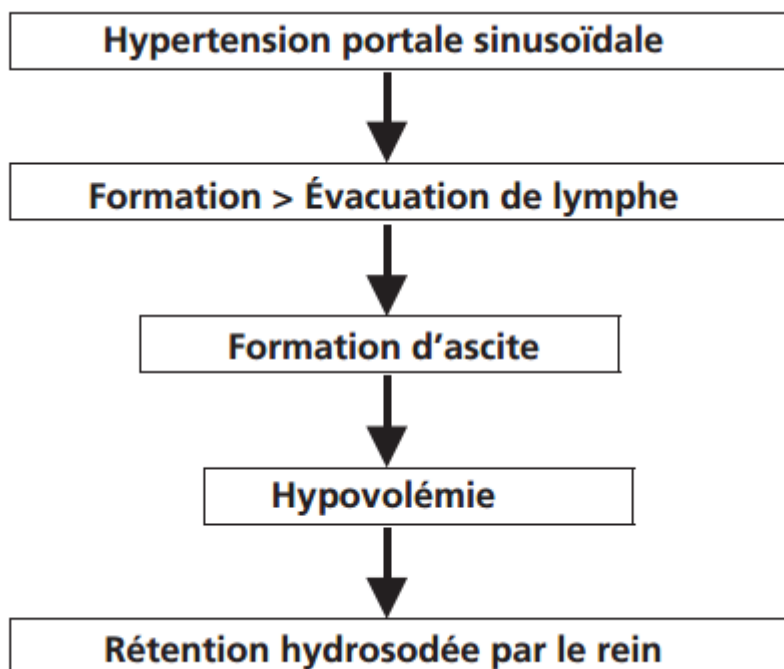 Hypertension portale sinusoïdale
Formation > Évacuation de lymphe
Formation d'ascite
Hypovolémie
Rétention hydrosodée par le rein